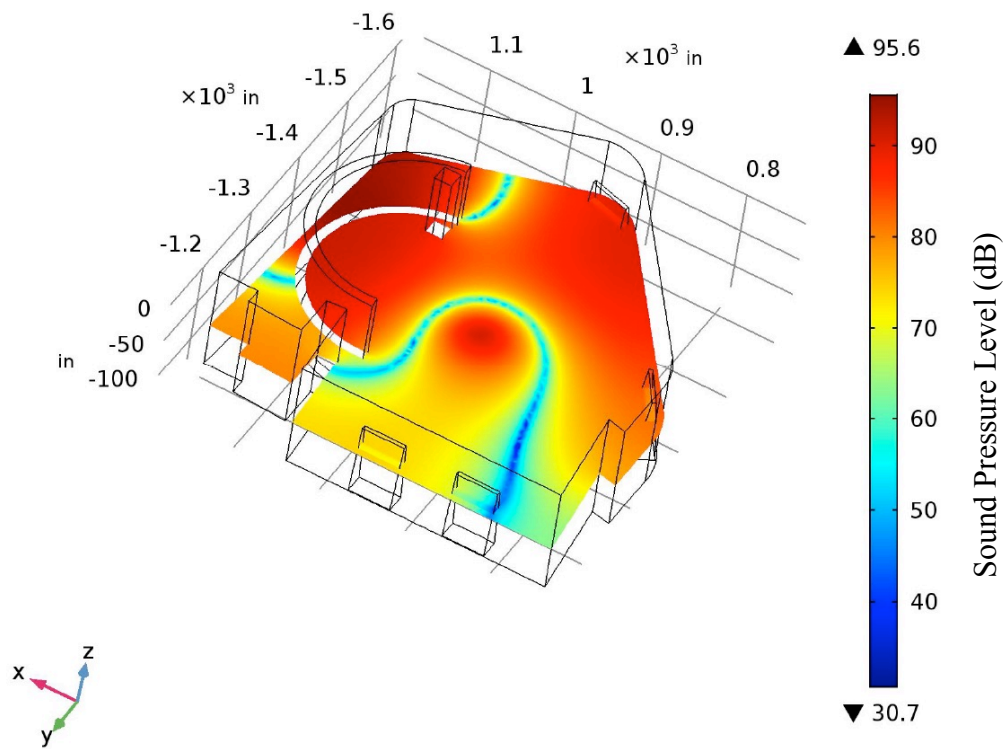 -1.6
-1.5
×10³ in
-1.4
-1.3
-1.2
0
-50
in
-100
1.1
×10³ in
1
0.9
0.8
▲ 95.6
90
80
70
60
50
40
▼ 30.7
Sound Pressure Level (dB)
z
x
y